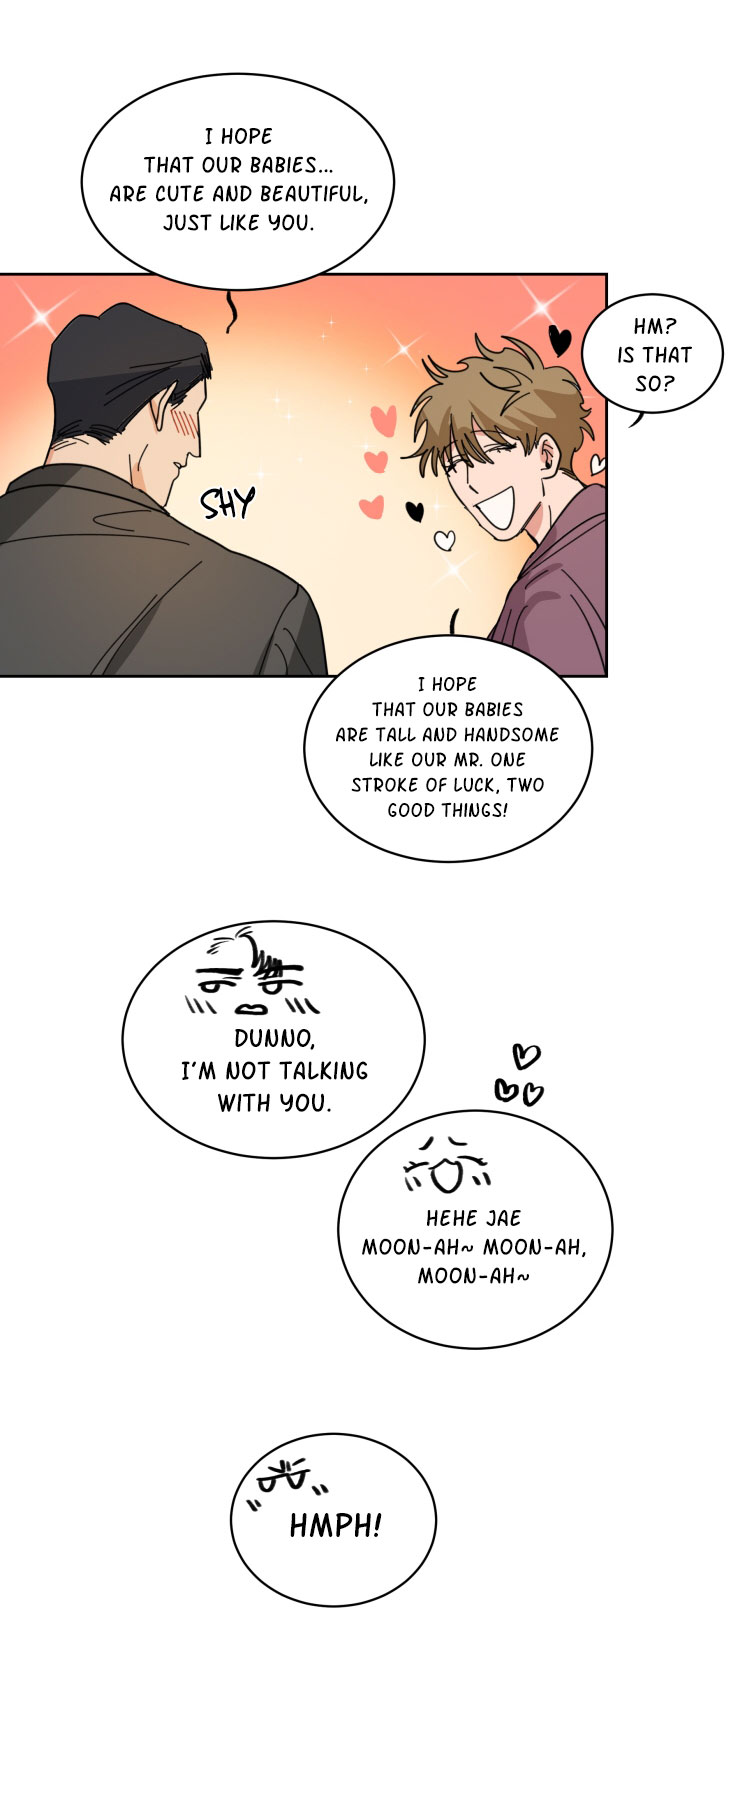 I HOPE
THAT OUR BABIES...
ARE CUTE AND BEAUTIFUL,
JUST LIKE YOU.
HM?
IS THAT
SO?
SHY
I HOPE
THAT OUR BABIES
ARE TALL AND HANDSOME
LIKE OUR MR. ONE
STROKE OF LUCK, TWO
GOOD THINGS!
DUNNO,
I'M NOT TALKING
WITH YOU.
HEHE JAE
MOON-AH~ MOON-AH,
MOON-AH~
HMPH!